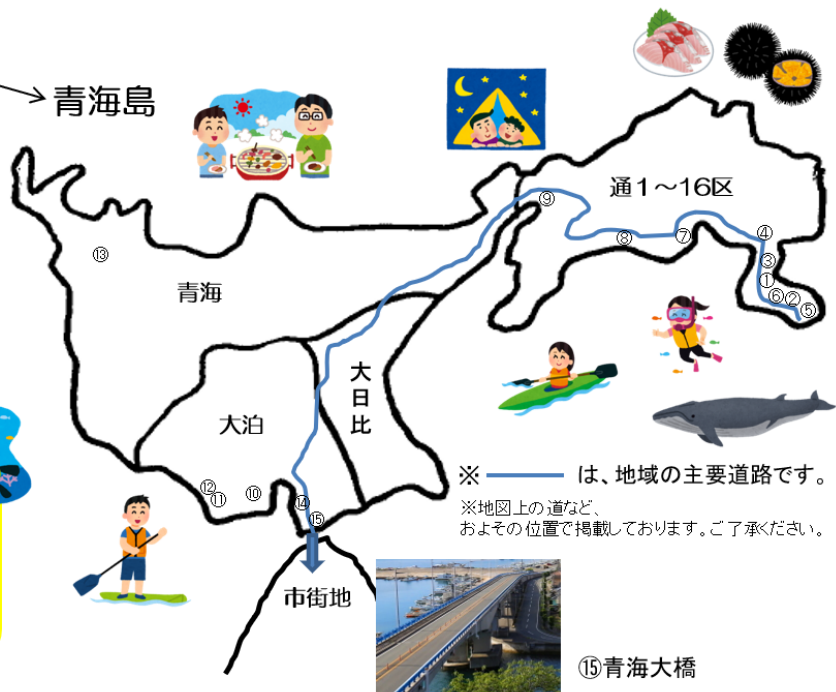 青海島
通1~16区
⑨
④
⑧
⑦
③
⑬
①
⑥
②
⑤
青海
大日比
大泊
※ は、地域の主要道路です。
※地図上の道など、
およその位置で掲載しております。ご了承ください。
⑫
⑪
⑩
⑭
⑮
市街地
⑮青海大橋